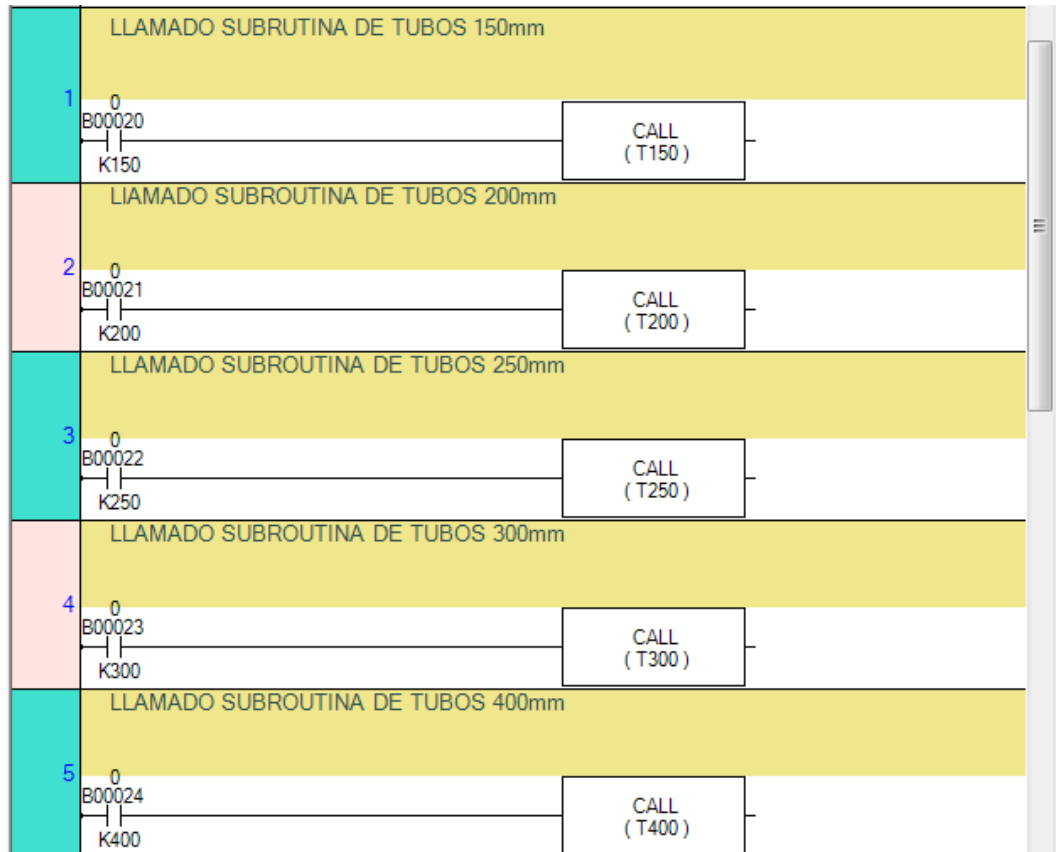 LLAMADO SUBRUTINA DE TUBOS 150mm
1
0
B00020
K150
CALL
( T150 )
LIAMADO SUBROUTINA DE TUBOS 200mm
2
0
B00021
K200
CALL
( T200 )
LLAMADO SUBROUTINA DE TUBOS 250mm
3
0
B00022
K250
CALL
( T250 )
LLAMADO SUBROUTINA DE TUBOS 300mm
4
0
B00023
K300
CALL
( T300 )
LLAMADO SUBROUTINA DE TUBOS 400mm
5
0
B00024
K400
CALL
( T400 )